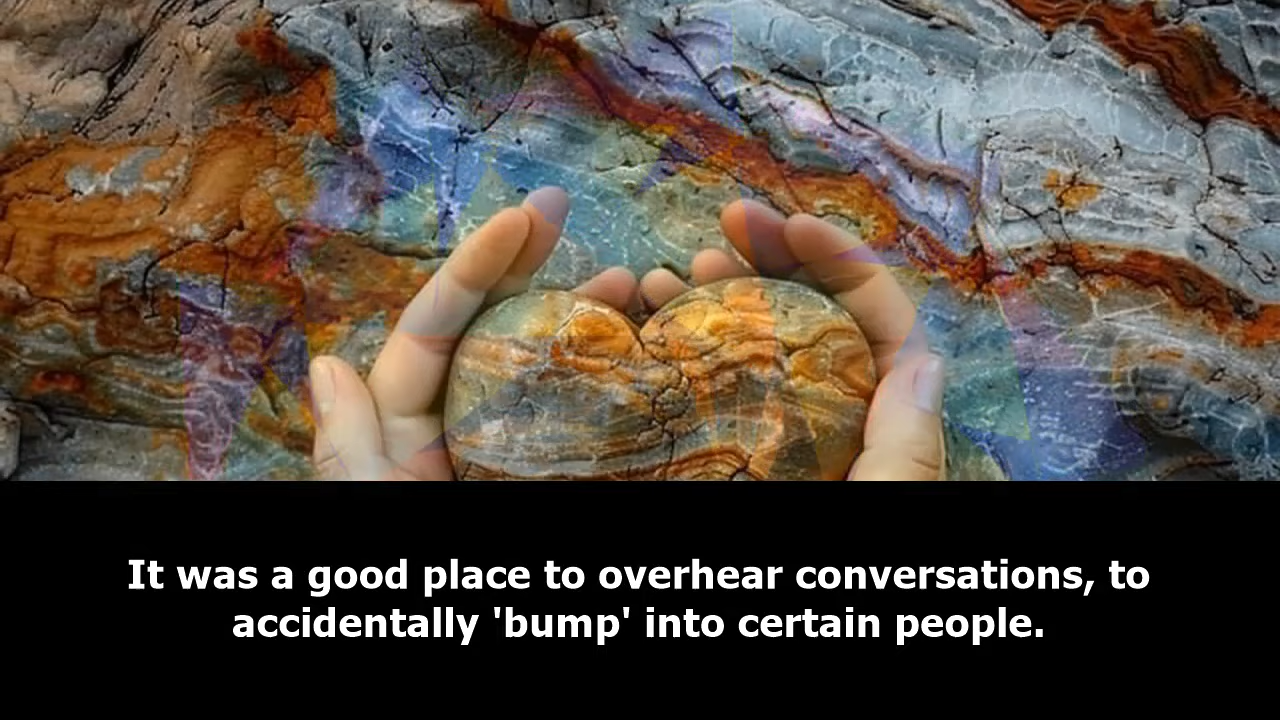 It was a good place to overhear conversations, to
accidentally 'bump' into certain people.